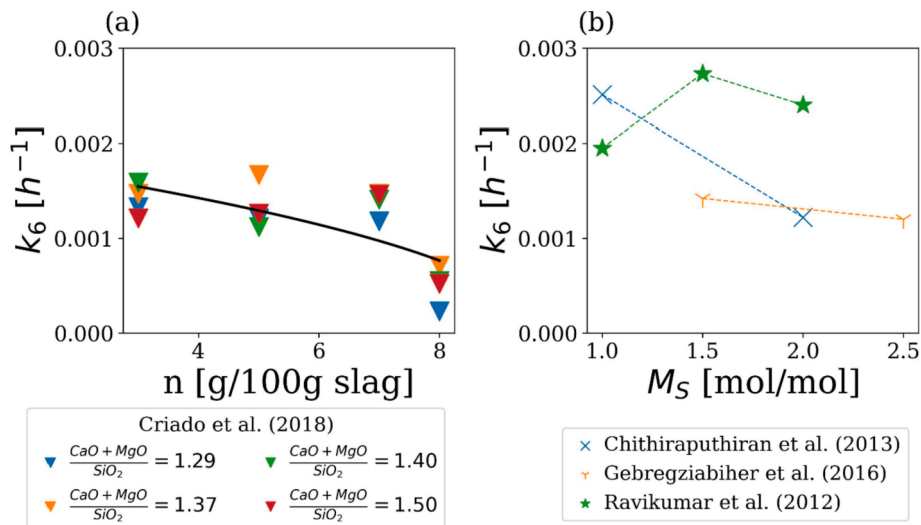 (a)
0.003
0.002
0.001
0.000
k₆ [h⁻¹]
4 6 8
n [g/100g slag]
(b)
0.003
0.002
0.001
0.000
k₆ [h⁻¹]
1.0 1.5 2.0 2.5
M_S [mol/mol]
Criado et al. (2018)
CaO + MgO / SiO₂ = 1.29
CaO + MgO / SiO₂ = 1.40
CaO + MgO / SiO₂ = 1.37
CaO + MgO / SiO₂ = 1.50
Chithiraputhiran et al. (2013)
Gebregziabiher et al. (2016)
Ravikumar et al. (2012)